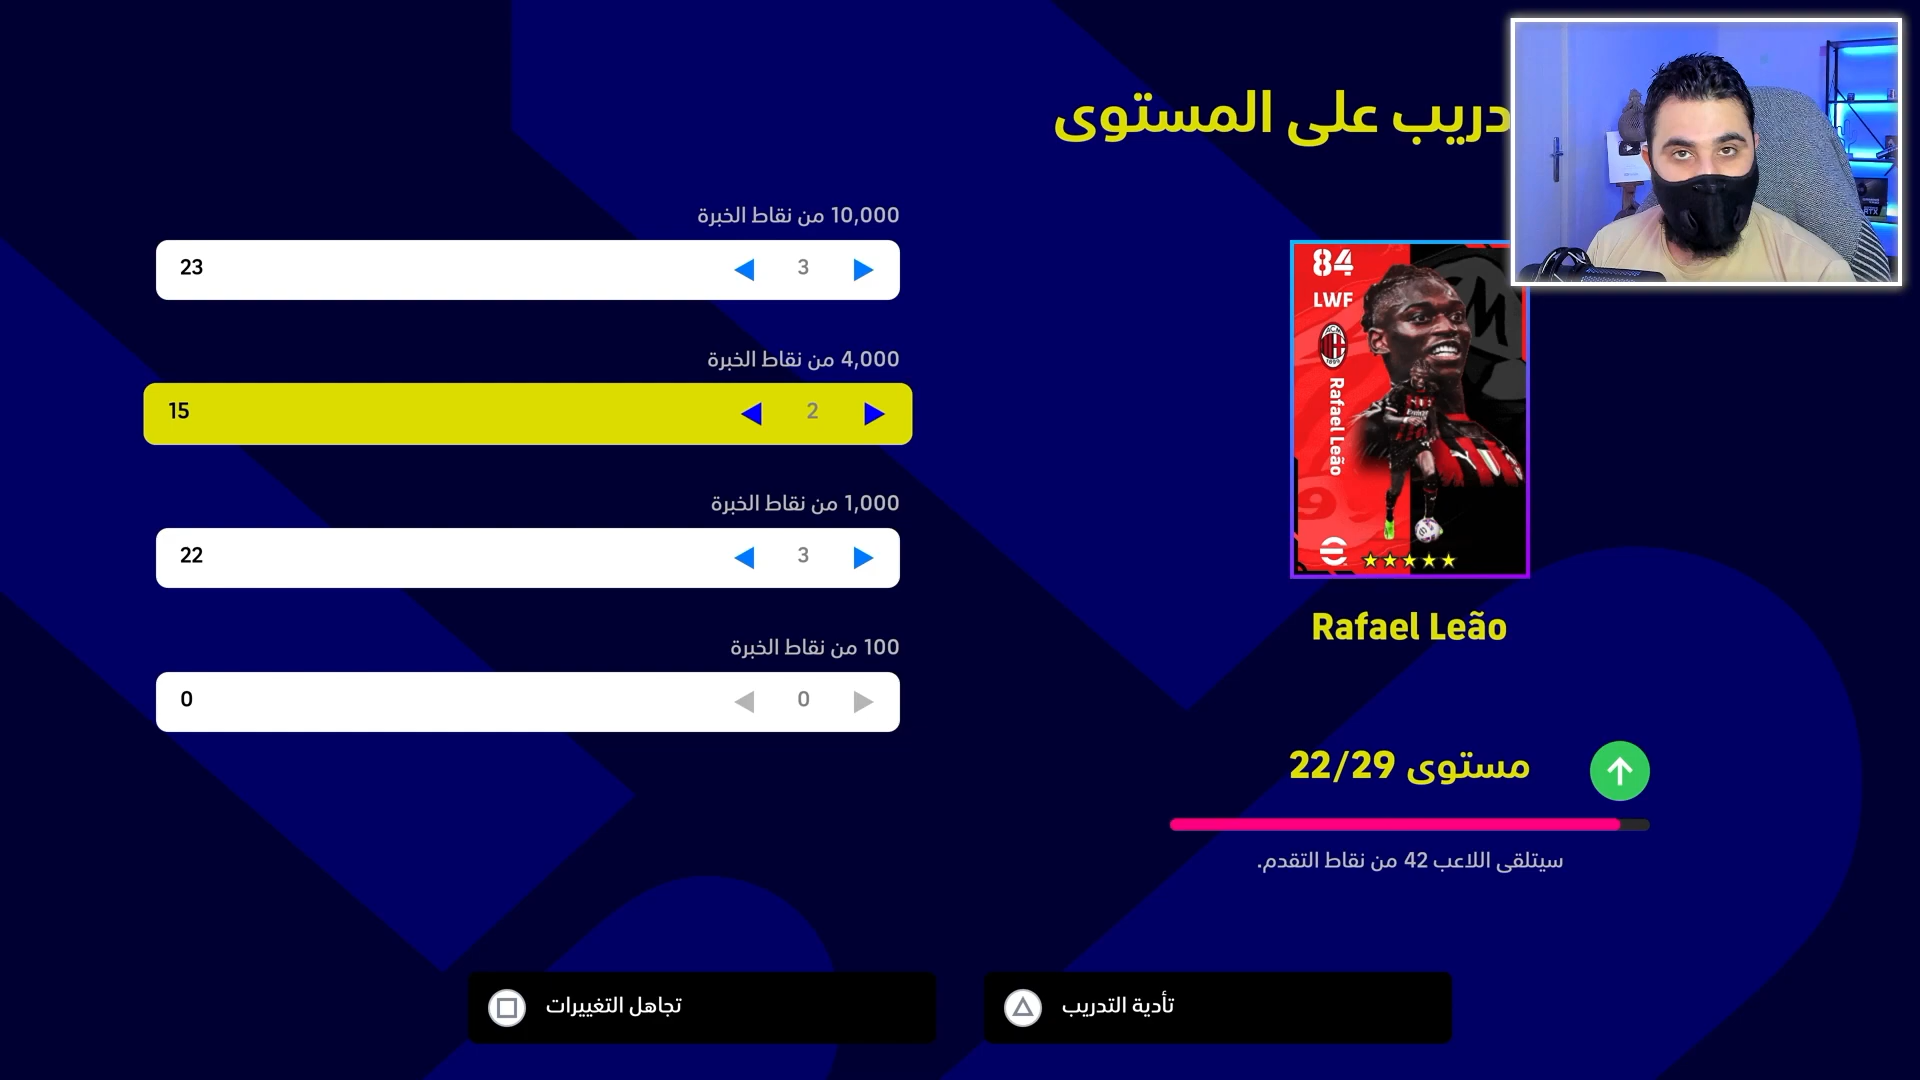 دريب على المستوى
10,000 من نقاط الخبرة
23
3
4,000 من نقاط الخبرة
15
2
1,000 من نقاط الخبرة
22
3
100 من نقاط الخبرة
0
0
84
LWF
Rafael Leão
Rafael Leão
مستوى 22/29
سيتلقى اللاعب 42 من نقاط التقدم.
تجاهل التغييرات
تأدية التدريب